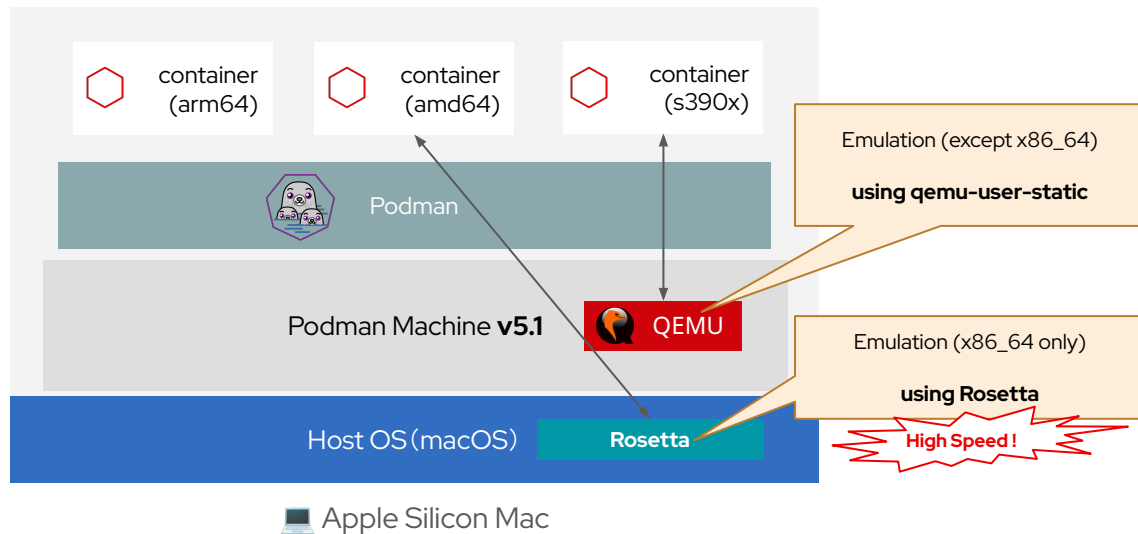 container
(arm64)
container
(amd64)
container
(s390x)
Emulation (except x86_64)
using qemu-user-static
Podman
Podman Machine v5.1
QEMU
Emulation (x86_64 only)
using Rosetta
High Speed !
Host OS(macOS)
Rosetta
Apple Silicon Mac